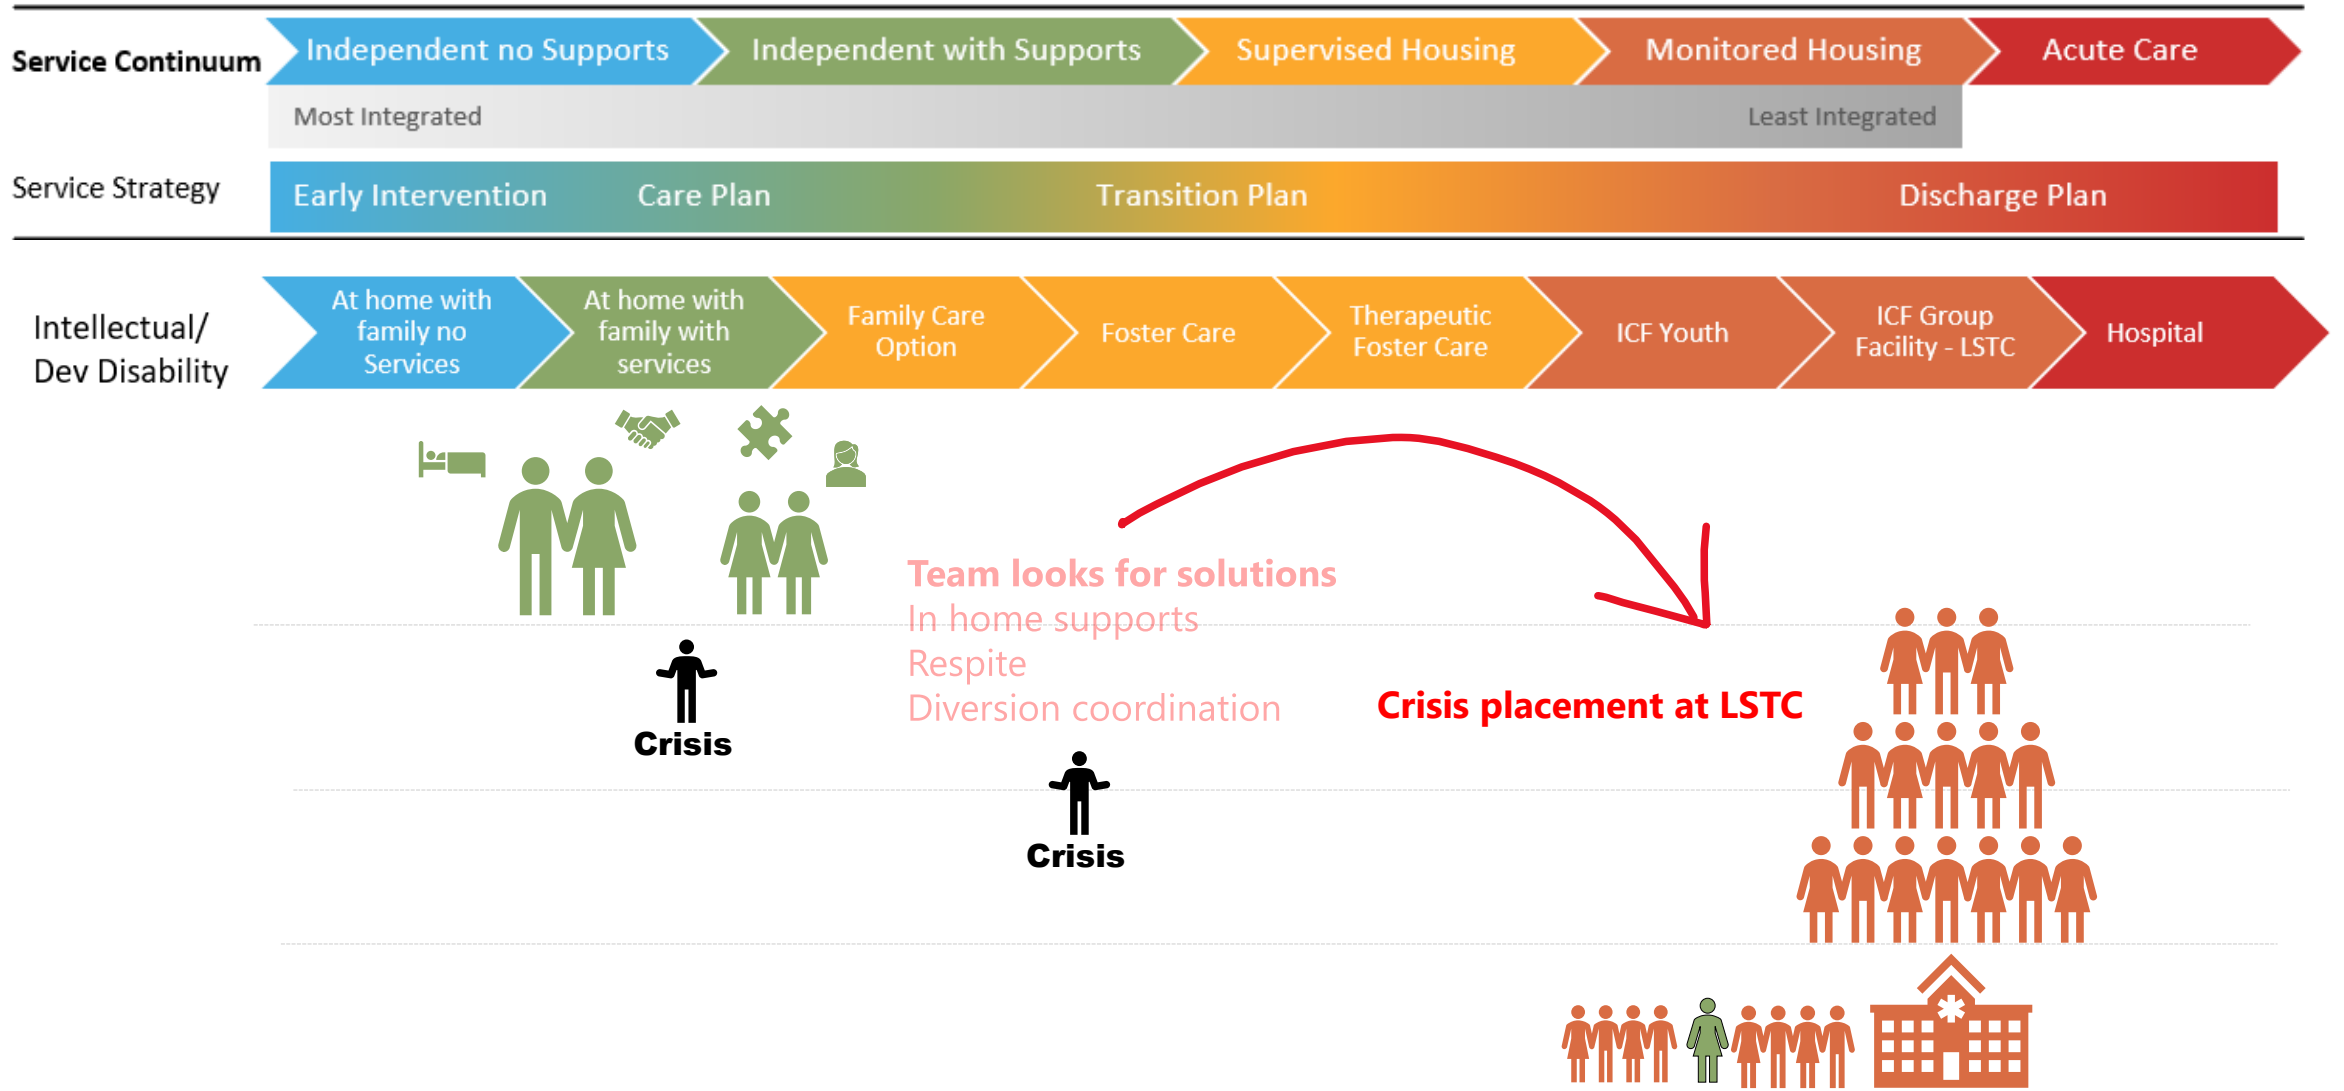 Service Continuum
Independent no Supports
Independent with Supports
Supervised Housing
Monitored Housing
Acute Care
Most Integrated
Least Integrated
Service Strategy
Early Intervention
Care Plan
Transition Plan
Discharge Plan
Intellectual/
Dev Disability
At home with
family no
Services
At home with
family with
services
Family Care
Option
Foster Care
Therapeutic
Foster Care
ICF Youth
ICF Group
Facility - LSTC
Hospital
Team looks for solutions
In home supports
Respite
Diversion coordination
Crisis
Crisis placement at LSTC
Crisis